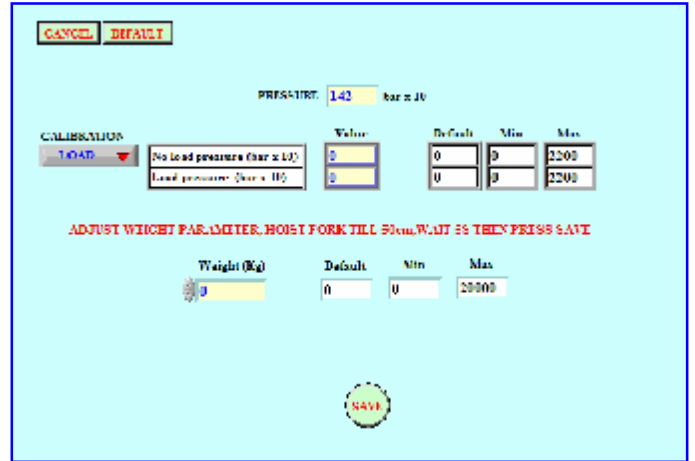 CANCEL DEFAULT
PRESSURE 142 bar x 10
CALIBRATION Value Default Min Max
LOAD No load pressure (bar x 10) 0 0 0 2200
Load pressure (bar x 10) 0 0 0 2200
ADJUST WEIGHT PARAMETER, HOIST FORK TILL 50cm, WAIT 5S THEN PRESS SAVE
Weight (Kg) Default Min Max
0 0 0 20000
SAVE